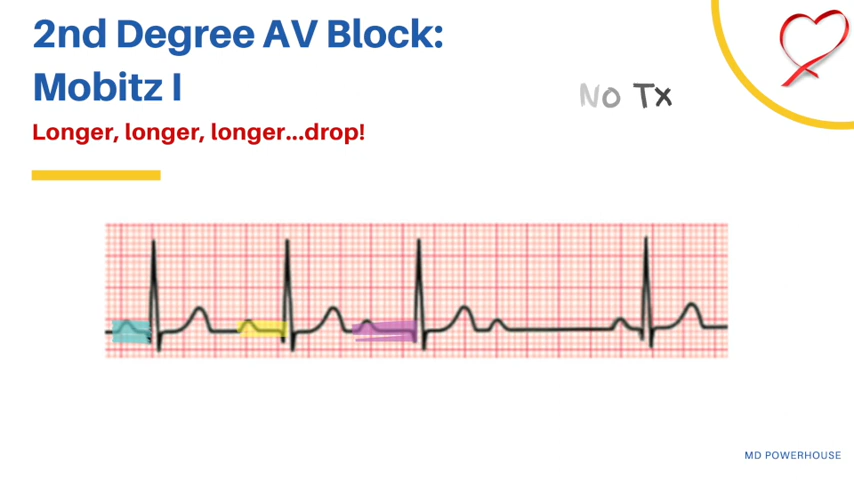 2nd Degree AV Block:
Mobitz I
Longer, longer, longer...drop!
No Tx
MD POWERHOUSE